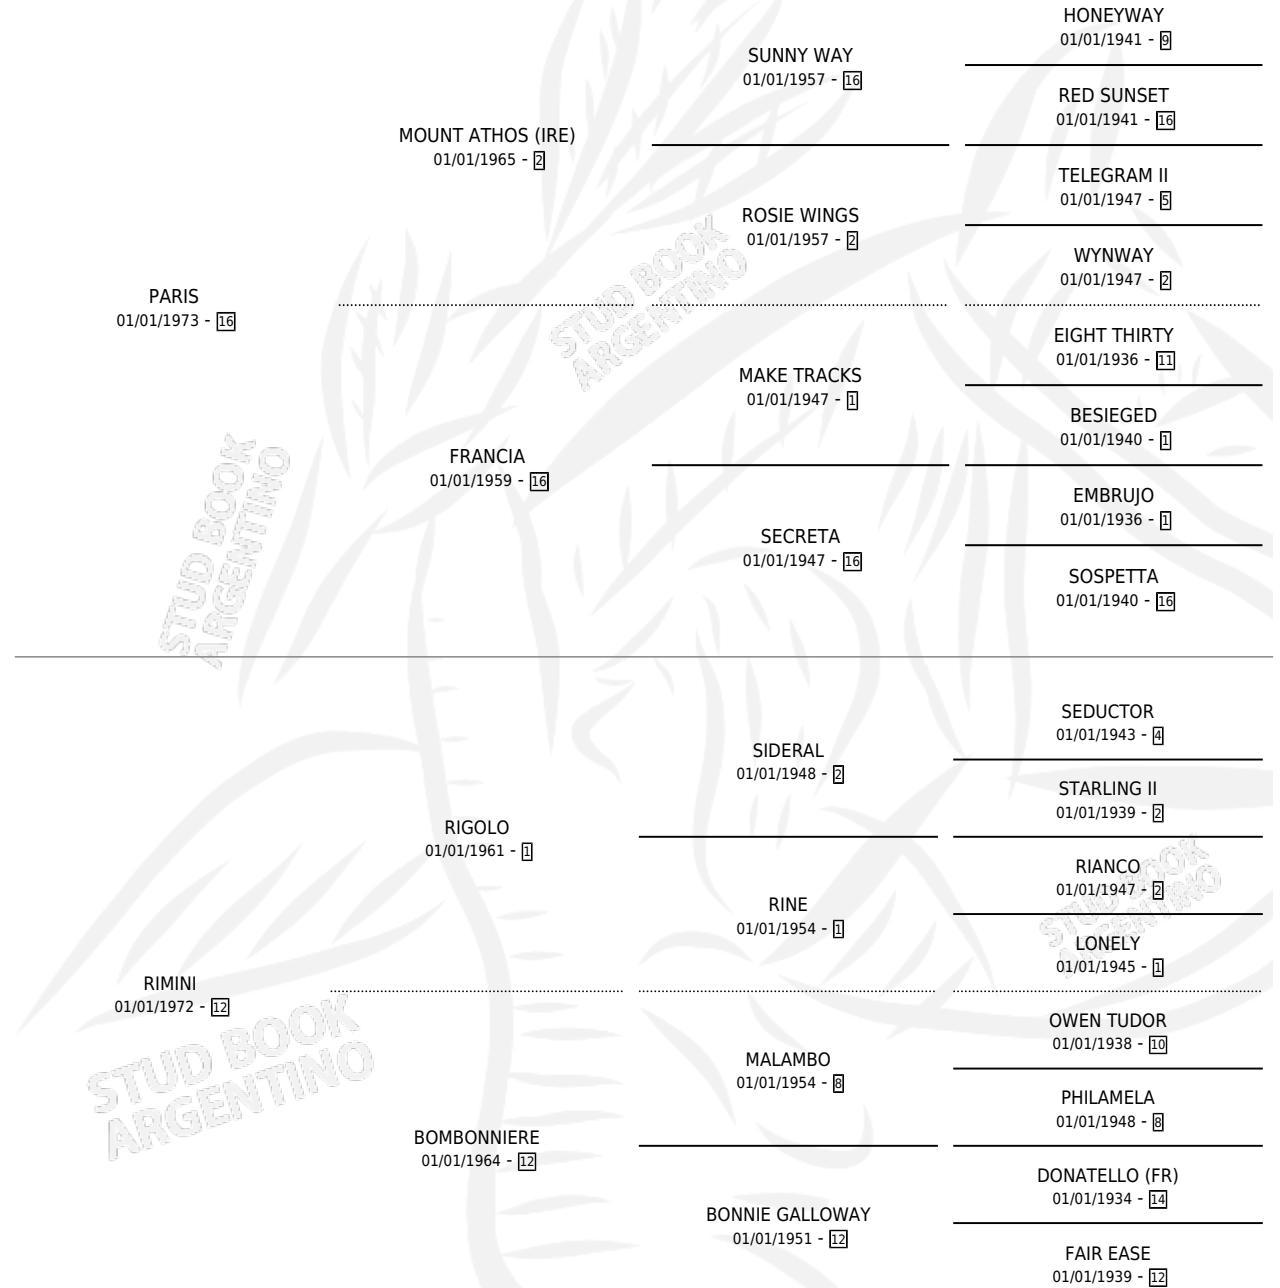 HONEYWAY
01/01/1941 - 9
SUNNY WAY
01/01/1957 - 16
RED SUNSET
01/01/1941 - 16
MOUNT ATHOS (IRE)
01/01/1965 - 2
TELEGRAM II
01/01/1947 - 5
ROSIE WINGS
01/01/1957 - 2
WYNWAY
01/01/1947 - 2
PARIS
01/01/1973 - 16
EIGHT THIRTY
01/01/1936 - 11
MAKE TRACKS
01/01/1947 - 1
BESIEGED
01/01/1940 - 1
FRANCIA
01/01/1959 - 16
EMBRUJO
01/01/1936 - 1
SECRETA
01/01/1947 - 16
SOSPETTA
01/01/1940 - 16
STUD BOOK
ARGENTINO
STUD BOOK
ARGENTINO
SEDUCTOR
01/01/1943 - 4
SIDERAL
01/01/1948 - 2
STARLING II
01/01/1939 - 2
RIGOLO
01/01/1961 - 1
RIANCO
01/01/1947 - 2
RINE
01/01/1954 - 1
LONELY
01/01/1945 - 1
RIMINI
01/01/1972 - 12
OWEN TUDOR
01/01/1938 - 10
MALAMBO
01/01/1954 - 8
PHILAMELA
01/01/1948 - 8
BOMBONNIERE
01/01/1964 - 12
DONATELLO (FR)
01/01/1934 - 14
BONNIE GALLOWAY
01/01/1951 - 12
FAIR EASE
01/01/1939 - 12
STUD BOOK
ARGENTINO
STUD BOOK
ARGENTINO